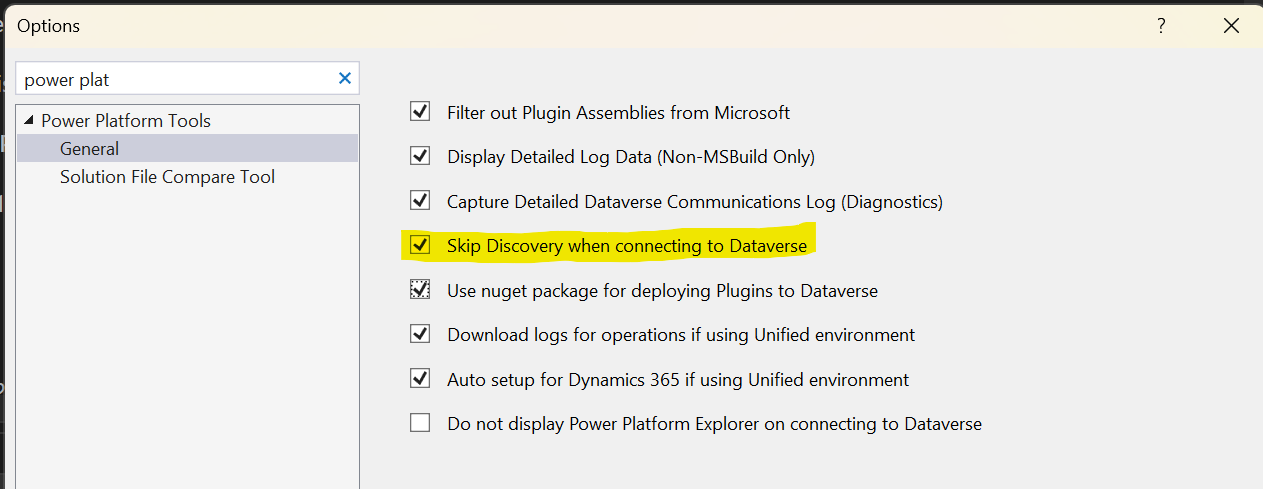 Options
?
power plat
Power Platform Tools
General
Solution File Compare Tool
Filter out Plugin Assemblies from Microsoft
Display Detailed Log Data (Non-MSBuild Only)
Capture Detailed Dataverse Communications Log (Diagnostics)
Skip Discovery when connecting to Dataverse
Use nuget package for deploying Plugins to Dataverse
Download logs for operations if using Unified environment
Auto setup for Dynamics 365 if using Unified environment
Do not display Power Platform Explorer on connecting to Dataverse